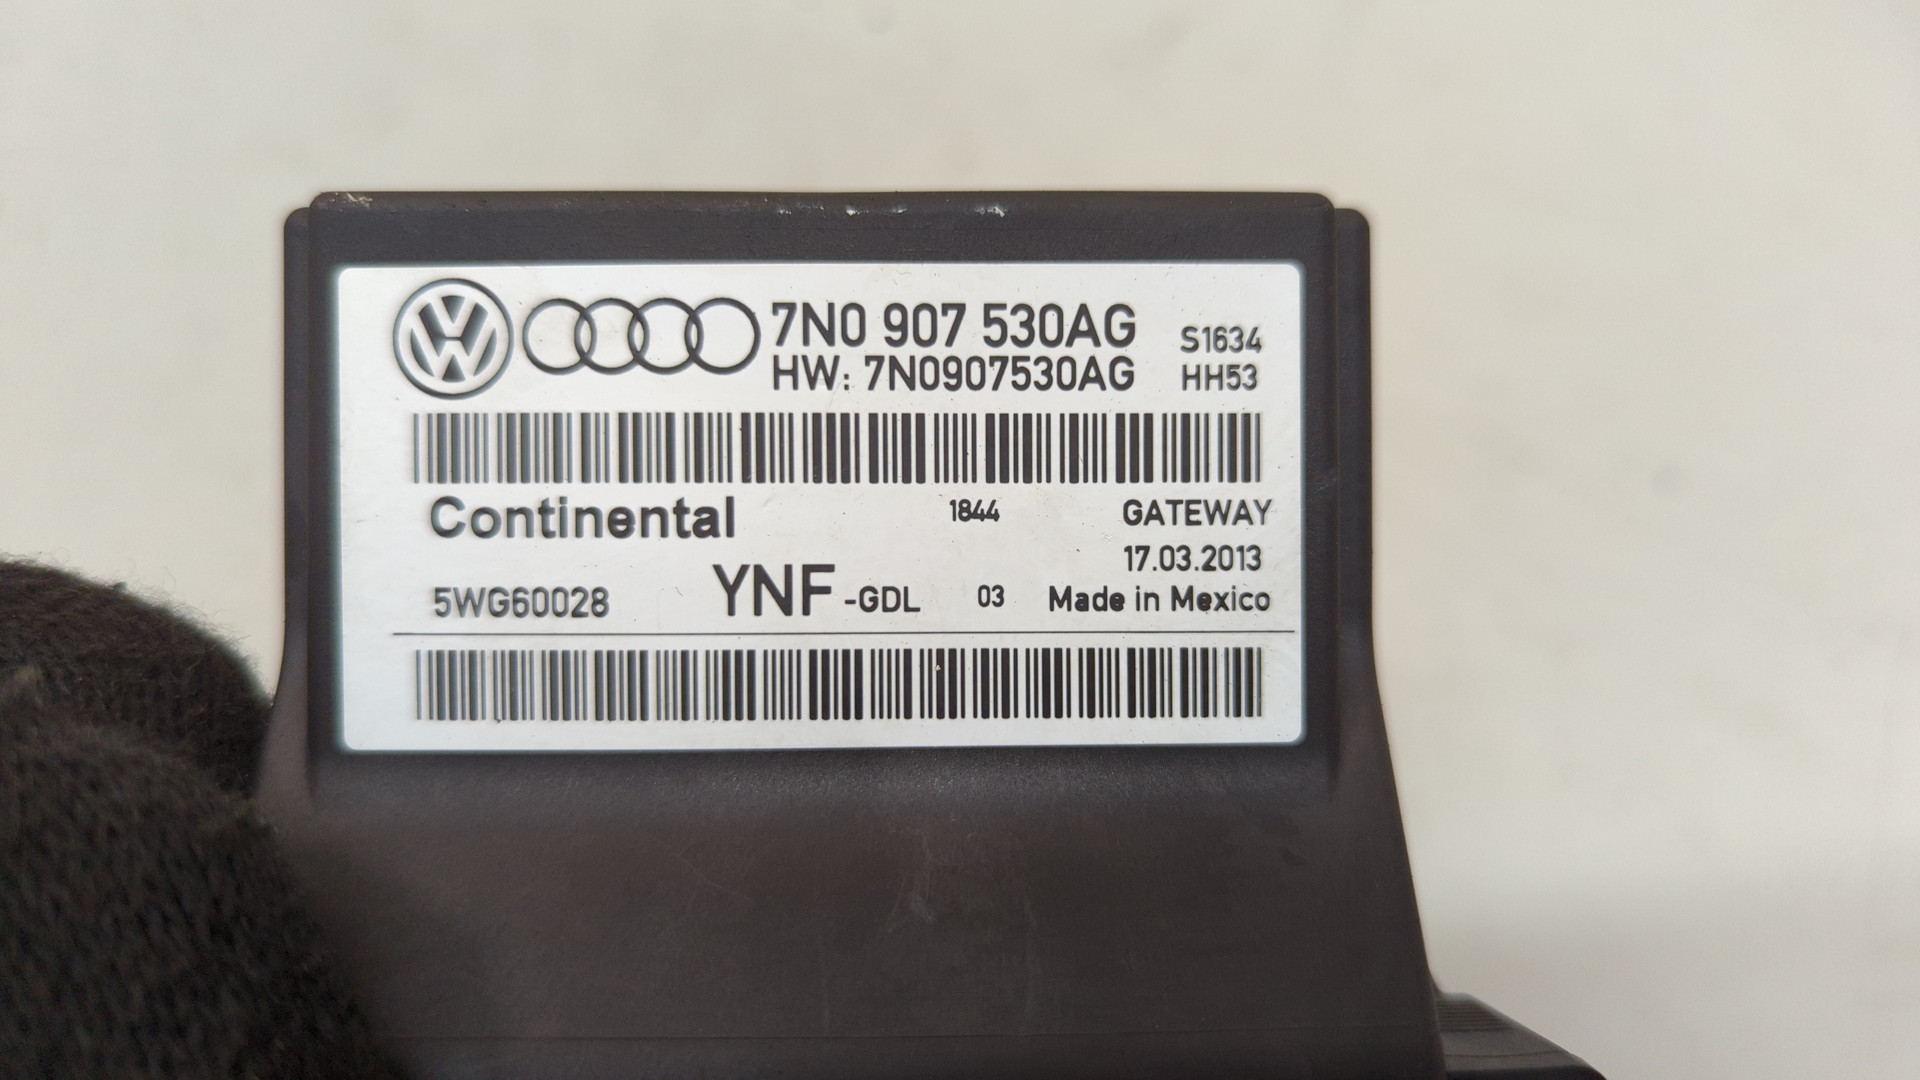 7N0 907 530AG S1634
HW: 7N0907530AG HH53
Continental 1844 GATEWAY
17.03.2013
5WG60028 YNF-GDL 03 Made in Mexico